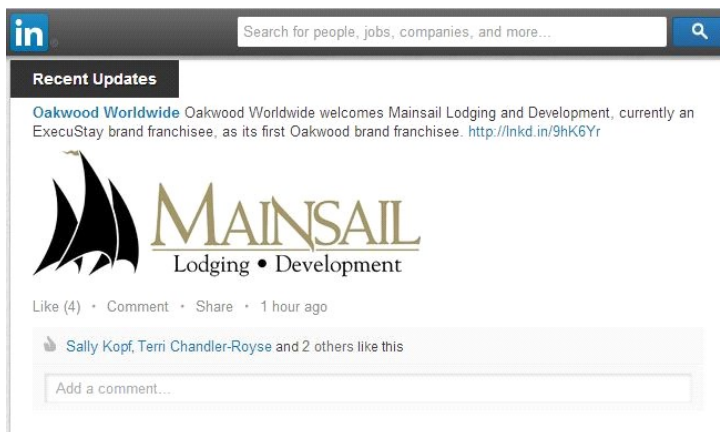 in
Search for people, jobs, companies, and more...
Recent Updates
Oakwood Worldwide Oakwood Worldwide welcomes Mainsail Lodging and Development, currently an
ExecuStay brand franchisee, as its first Oakwood brand franchisee. http://lnkd.in/9hK6Yr
MAINSAIL
Lodging • Development
Like (4) • Comment • Share • 1 hour ago
Sally Kopf, Terri Chandler-Royse and 2 others like this
Add a comment...